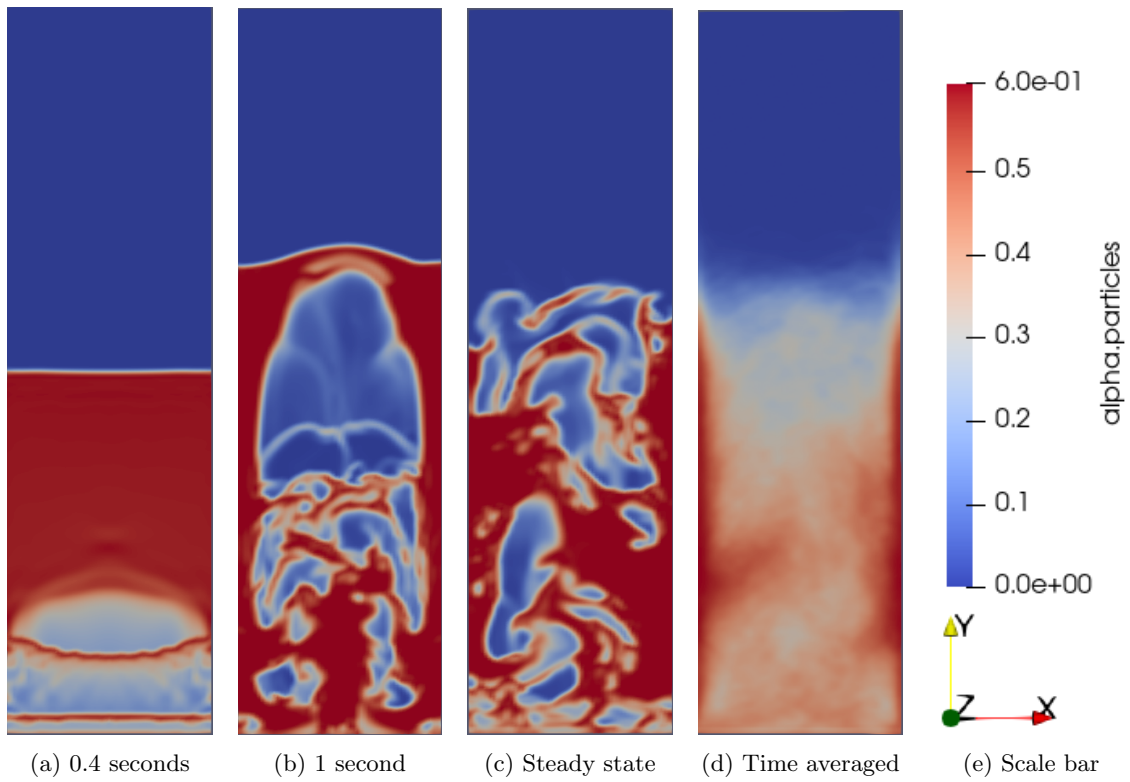 6.0e-01
0.5
0.4
0.3
0.2
0.1
0.0e+00
alpha.particles
Y
Z
X
(a) 0.4 seconds
(b) 1 second
(c) Steady state
(d) Time averaged
(e) Scale bar